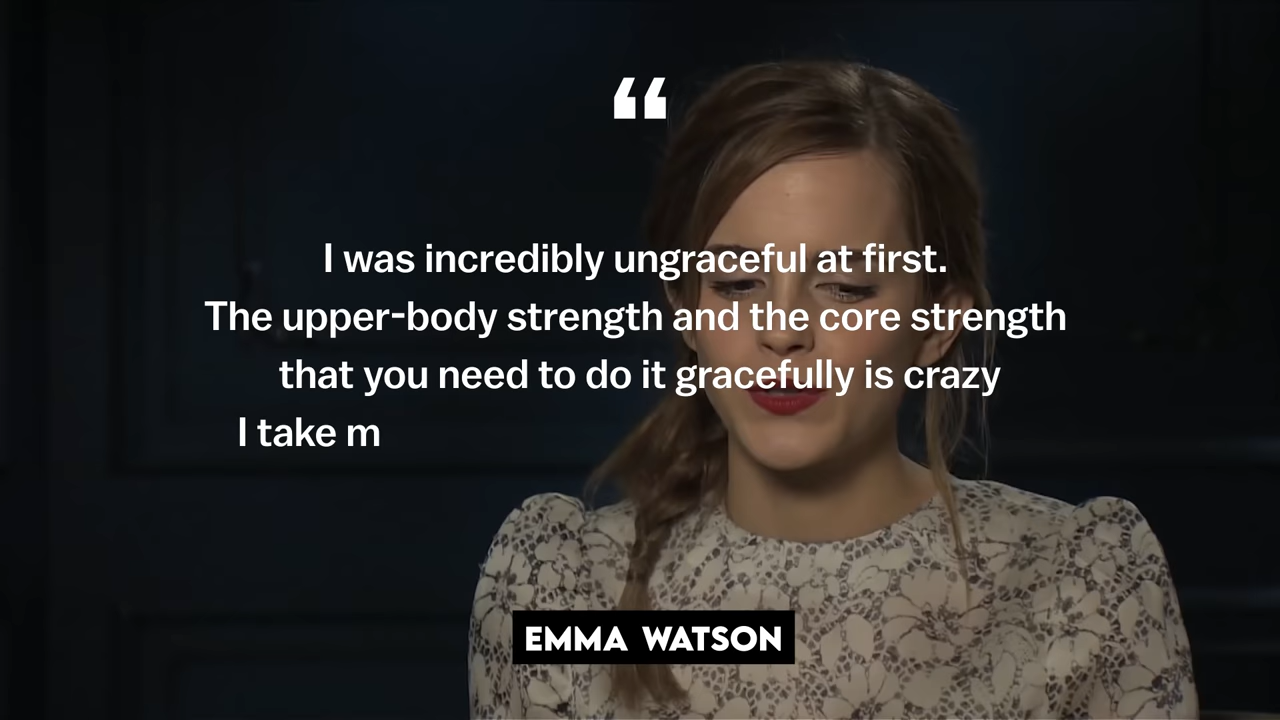 “
I was incredibly ungraceful at first.
The upper-body strength and the core strength
that you need to do it gracefully is crazy
I take m
EMMA WATSON